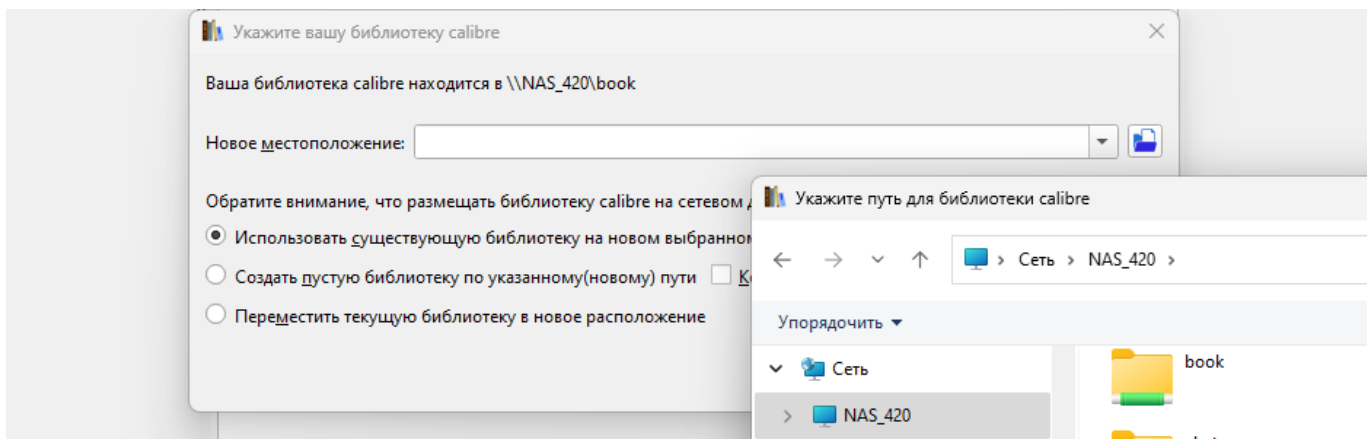 Укажите вашу библиотеку calibre
Ваша библиотека calibre находится в \\NAS_420\book
Новое местоположение:
Обратите внимание, что размещать библиотеку calibre на сетевом
Использовать существующую библиотеку на новом
Создать пустую библиотеку по указанному(новому) пути
Переместить текущую библиотеку в новое расположение
Укажите путь для библиотеки calibre
Сеть > NAS_420 >
Упорядочить
Сеть
NAS_420
book